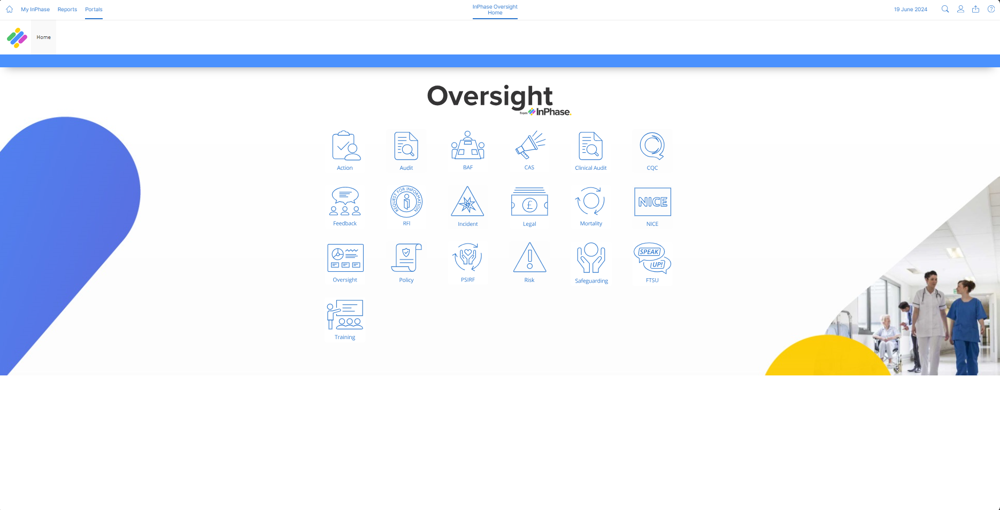 My InPhase Reports Portals
InPhase Oversight
Home
19 June 2024
Home
Oversight
from InPhase.
Action Audit BAF CAS Clinical Audit CQC
REQUEST FOR INFORMATION
NICE
Feedback RFI Incident Legal Mortality NICE
SPEAK
UP!
Oversight Policy PSIRF Risk Safeguarding FTSU
Training